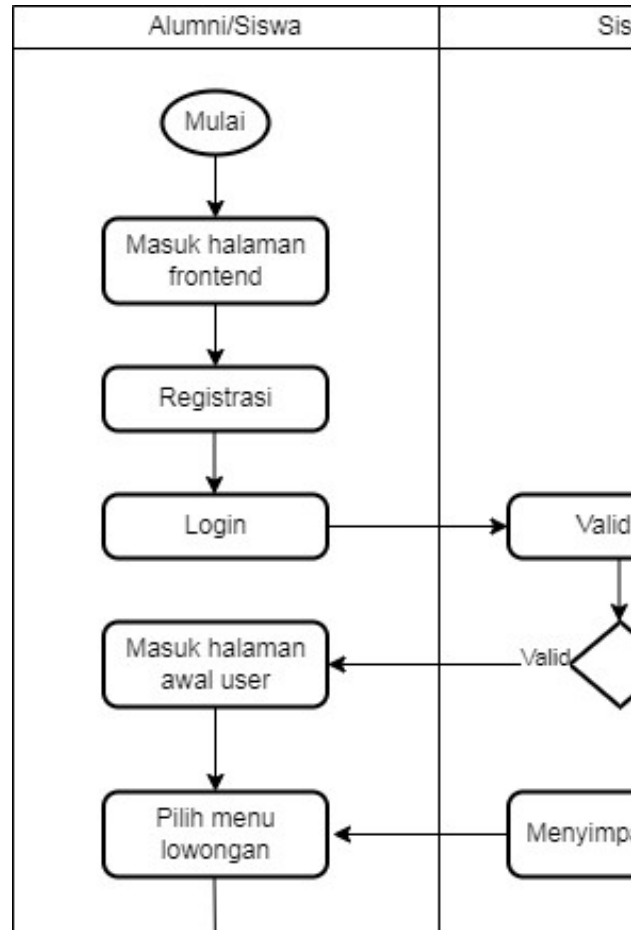 Alumni/Siswa
Sis
Mulai
Masuk halaman
frontend
Registrasi
Login
Valid
Masuk halaman
awal user
Valid
Pilih menu
lowongan
Menyimpa